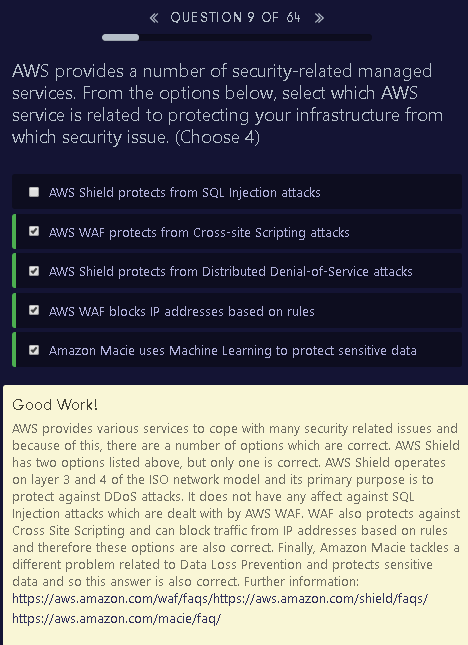 « QUESTION 9 OF 64 »
AWS provides a number of security-related managed
services. From the options below, select which AWS
service is related to protecting your infrastructure from
which security issue. (Choose 4)
AWS Shield protects from SQL Injection attacks
AWS WAF protects from Cross-site Scripting attacks
AWS Shield protects from Distributed Denial-of-Service attacks
AWS WAF blocks IP addresses based on rules
Amazon Macie uses Machine Learning to protect sensitive data
Good Work!
AWS provides various services to cope with many security related issues and
because of this, there are a number of options which are correct. AWS Shield
has two options listed above, but only one is correct. AWS Shield operates
on layer 3 and 4 of the ISO network model and its primary purpose is to
protect against DDoS attacks. It does not have any affect against SQL
Injection attacks which are dealt with by AWS WAF. WAF also protects against
Cross Site Scripting and can block traffic from IP addresses based on rules
and therefore these options are also correct. Finally, Amazon Macie tackles a
different problem related to Data Loss Prevention and protects sensitive
data and so this answer is also correct. Further information:
https://aws.amazon.com/waf/faqs/https://aws.amazon.com/shield/faqs/
https://aws.amazon.com/macie/faq/